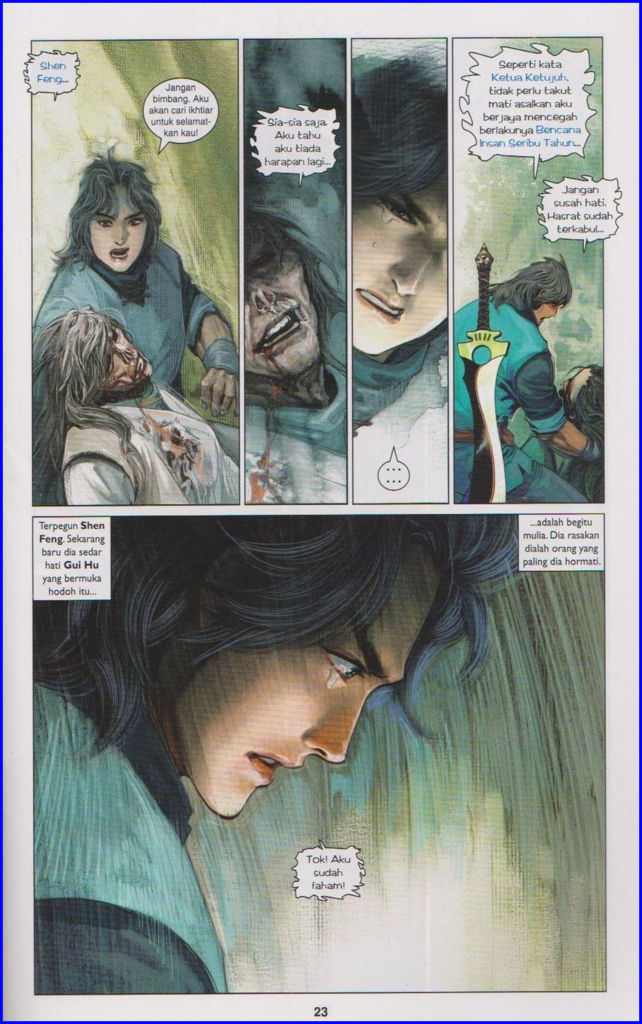 Shen
Feng...
Jangan
bimbang. Aku
akan cari ikhtiar
untuk selamat-
kan kau!
Sia-sia saja.
Aku tahu
aku tiada
harapan lagi...
...
...
Seperti kata
Ketua Ketujuh,
tidak perlu takut
mati asalkan aku
berjaya mencegah
berlakunya Bencana
Insan Seribu Tahun...
Jangan
susah hati.
Hasrat sudah
terkabul...
Terpegun Shen
Feng. Sekarang
baru dia sedar
hati Gui Hu
yang bermuka
hodoh itu...
...adalah begitu
mulia. Dia rasakan
dialah orang yang
paling dia hormati.
Tok! Aku
sudah
faham!
23